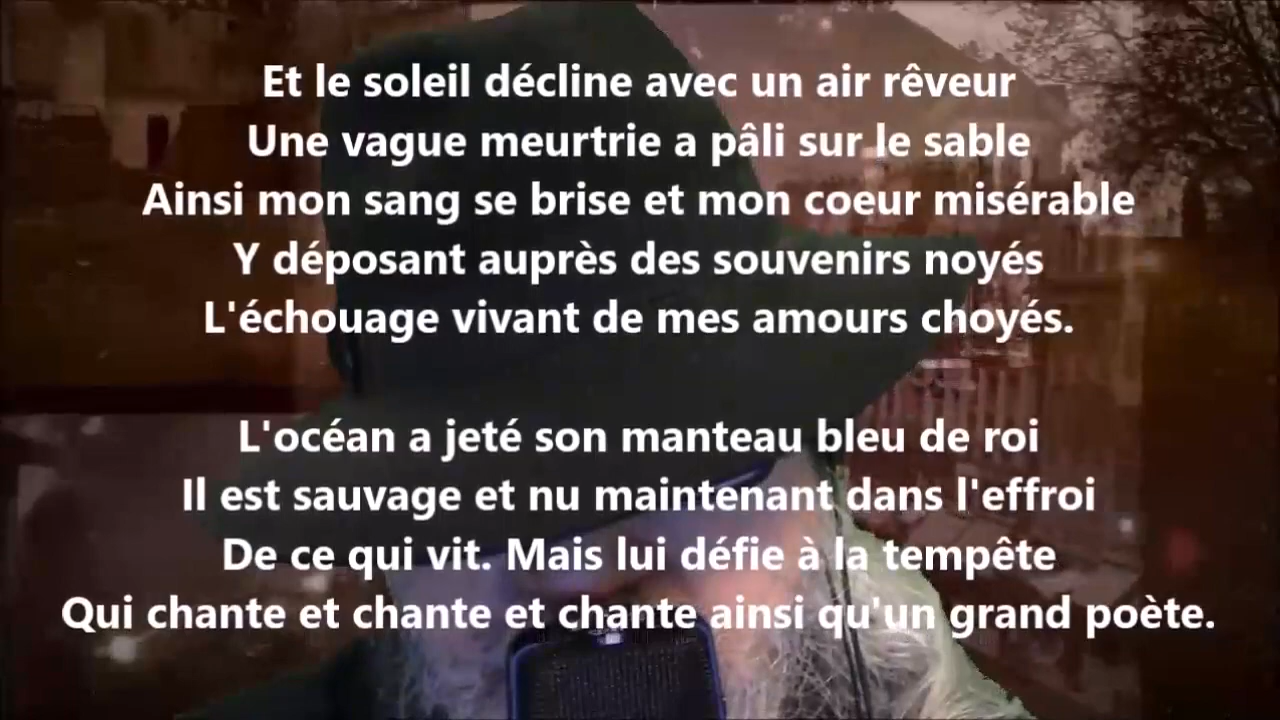 Et le soleil décline avec un air rêveur
Une vague meurtrie a pâli sur le sable
Ainsi mon sang se brise et mon coeur misérable
Y déposant auprès des souvenirs noyés
L'échouage vivant de mes amours choyés.
L'océan a jeté son manteau bleu de roi
Il est sauvage et nu maintenant dans l'effroi
De ce qui vit. Mais lui défie à la tempête
Qui chante et chante et chante ainsi qu'un grand poète.